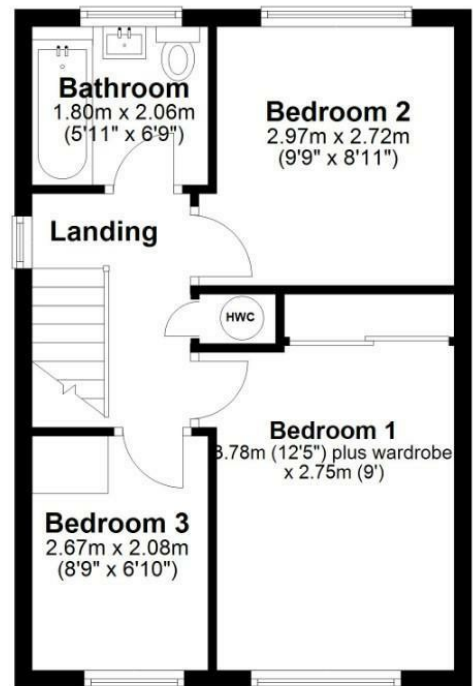 Bathroom
1.80m x 2.06m
(5'11" x 6'9")
Bedroom 2
2.97m x 2.72m
(9'9" x 8'11")
Landing
HWC
Bedroom 1
3.78m (12'5") plus wardrobe
x 2.75m (9')
Bedroom 3
2.67m x 2.08m
(8'9" x 6'10")